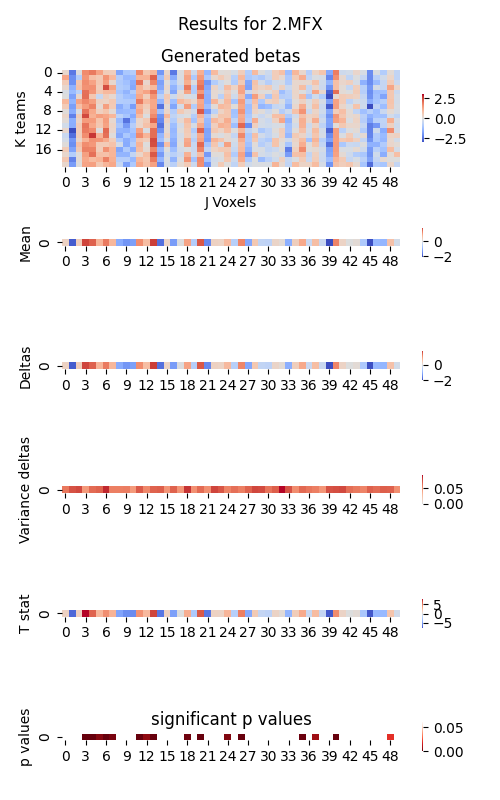 Results for 2.MFX
Generated betas
K teams
0
4
8
12
16
2.5
0.0
−2.5
0 3 6 9 12 15 18 21 24 27 30 33 36 39 42 45 48
J Voxels
Mean
0
0
−2
0 3 6 9 12 15 18 21 24 27 30 33 36 39 42 45 48
Deltas
0
0
−2
0 3 6 9 12 15 18 21 24 27 30 33 36 39 42 45 48
Variance deltas
0
0.05
0.00
0 3 6 9 12 15 18 21 24 27 30 33 36 39 42 45 48
T stat
0
5
0
−5
0 3 6 9 12 15 18 21 24 27 30 33 36 39 42 45 48
significant p values
p values
0
0.05
0.00
0 3 6 9 12 15 18 21 24 27 30 33 36 39 42 45 48